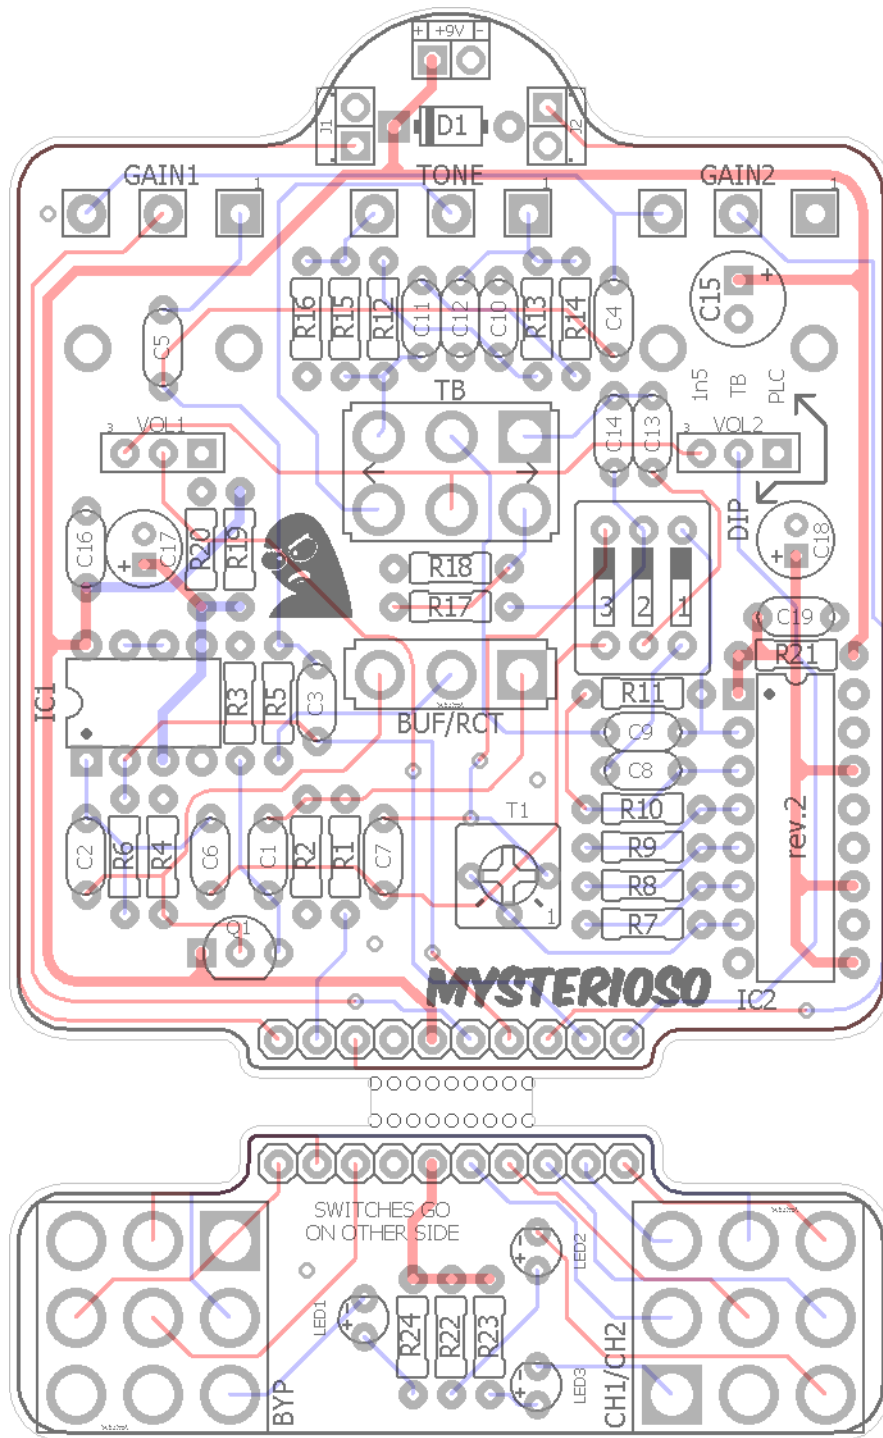 + +9V -
J1
D1
J2
GAIN1
TONE
GAIN2
1
1
1
R16
R15
R12
C11
C12
C10
R13
R14
C4
C15
+
C5
1n5
TB
PLC
TB
3
VOL1
C14
C13
3
VOL2
DIP
C16
C17
+
R20
R19
R18
R17
3
2
1
C18
+
C19
R21
IC1
R3
R5
C3
BUF/RCT
R11
C9
C8
R10
R9
R8
R7
rev.2
T1
1
C2
R6
R4
C6
C1
R2
R1
C7
Q1
MYSTERIOSO
IC2
SWITCHES GO
ON OTHER SIDE
LED2
+ -
LED1
+ -
R24
R22
R23
LED3
+ -
BYP
CH1/CH2